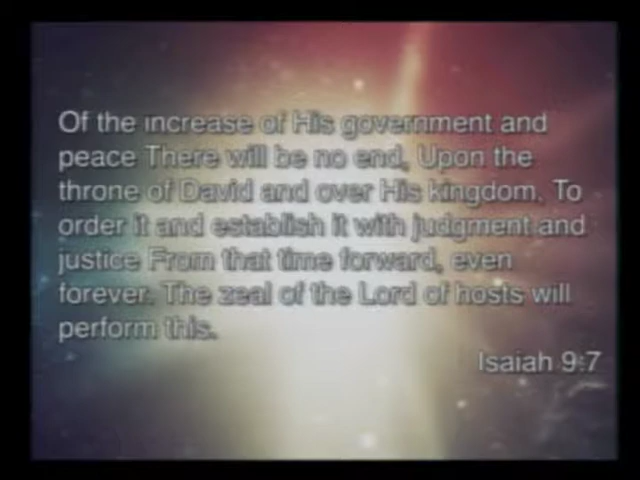 Of the increase of His government and
peace There will be no end, Upon the
throne of David and over His kingdom. To
order it and establish it with judgment and
justice From that time forward, even
forever. The zeal of the Lord of hosts will
perform this.
Isaiah 9:7